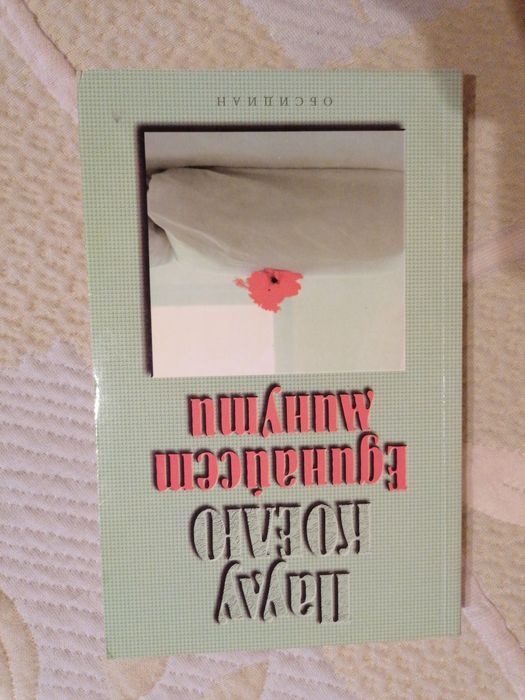 Паулу
КОЕЛЮ
Единайсет
минути
ОБСИДИАН